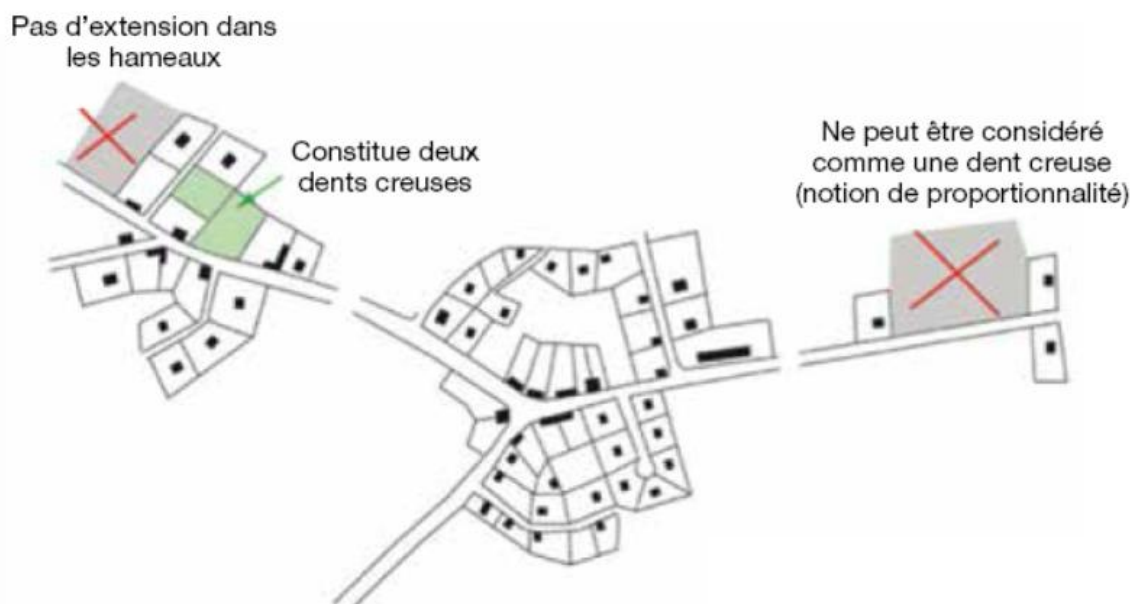 Pas d'extension dans
les hameaux
Constitue deux
dents creuses
Ne peut être considéré
comme une dent creuse
(notion de proportionnalité)